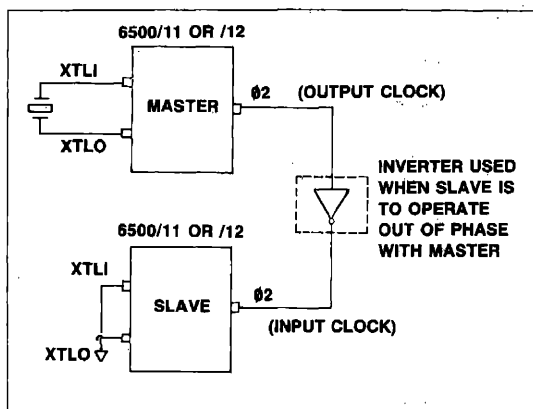 6500/11 OR /12
XTLI
MASTER
Ø2 (OUTPUT CLOCK)
XTLO
INVERTER USED
WHEN SLAVE IS
TO OPERATE
OUT OF PHASE
WITH MASTER
6500/11 OR /12
XTLI
SLAVE
Ø2
(INPUT CLOCK)
XTLO